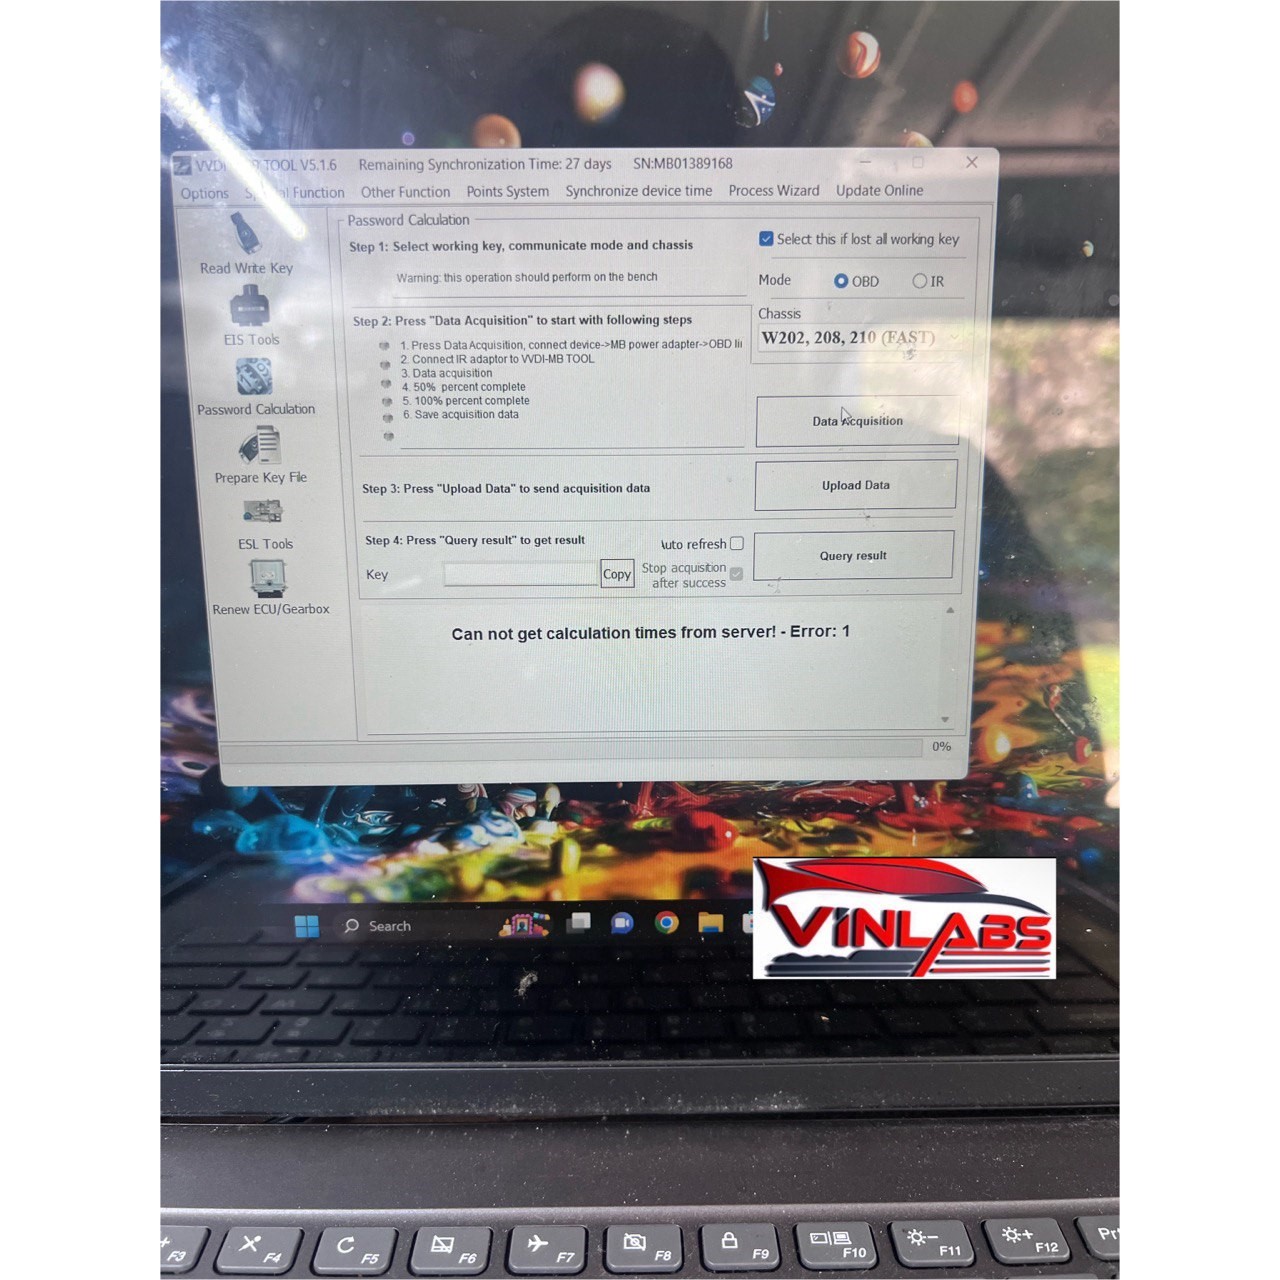 VVDI TOOL V5.1.6 Remaining Synchronization Time: 27 days SN:MB01389168
Options Function Other Function Points System Synchronize device time Process Wizard Update Online
Read Write Key
EIS Tools
Password Calculation
Prepare Key File
ESL Tools
Renew ECU/Gearbox
Password Calculation
Step 1: Select working key, communicate mode and chassis
Warning: this operation should perform on the bench
Select this if lost all working key
Mode OBD IR
Chassis
W202, 208, 210 (FAST)
Step 2: Press "Data Acquisition" to start with following steps
1. Press Data Acquisition, connect device->MB power adapter->OBD li
2. Connect IR adaptor to VVDI-MB TOOL
3. Data acquisition
4. 50% percent complete
5. 100% percent complete
6. Save acquisition data
Data Acquisition
Step 3: Press "Upload Data" to send acquisition data
Upload Data
Step 4: Press "Query result" to get result
Auto refresh
Query result
Key
Copy
Stop acquisition
after success
Can not get calculation times from server! - Error: 1
0%
Search
VINLABS
F3 F4 F5 F6 F7 F8 F9 F10 F11 F12 Pr